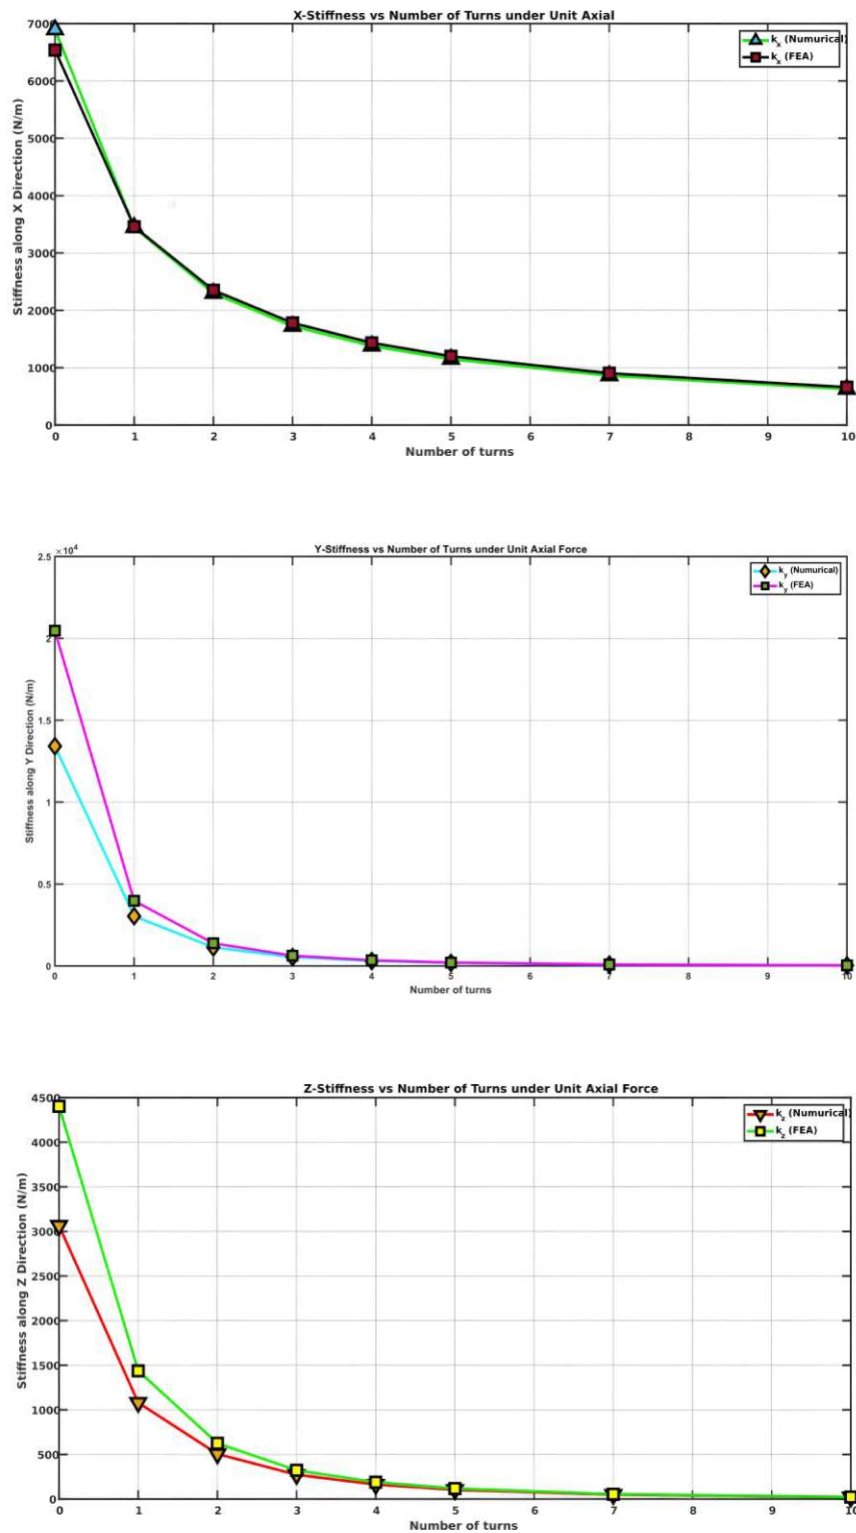 X-Stiffness vs Number of Turns under Unit Axial
7000
6000
5000
4000
3000
2000
1000
0
Stiffness along X Direction (N/m)
k_x (Numurical)
k_x (FEA)
0 1 2 3 4 5 6 7 8 9 10
Number of turns
Y-Stiffness vs Number of Turns under Unit Axial Force
×10^4
2.5
2
1.5
1
0.5
0
Stiffness along Y Direction (N/m)
k_y (Numurical)
k_y (FEA)
0 1 2 3 4 5 6 7 8 9 10
Number of turns
Z-Stiffness vs Number of Turns under Unit Axial Force
4500
4000
3500
3000
2500
2000
1500
1000
500
0
Stiffness along Z Direction (N/m)
k_z (Numurical)
k_z (FEA)
0 1 2 3 4 5 6 7 8 9 10
Number of turns